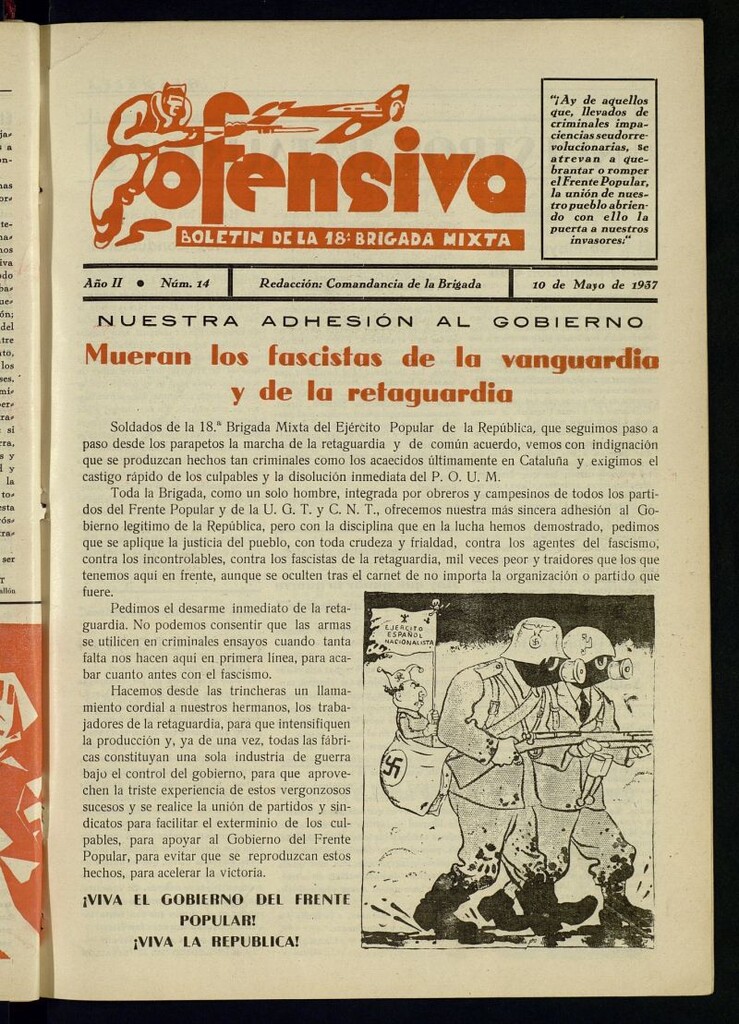 Ofensiva
BOLETIN DE LA 18ª BRIGADA MIXTA
"¡Ay de aquellos
que, llevados de
criminales impa-
ciencias seudorre-
volucionarias, se
atrevan a que-
brantar o romper
el Frente Popular,
la unión de nues-
tro pueblo abrien-
do con ello la
puerta a nuestros
invasores."
Año II ● Núm. 14
Redacción: Comandancia de la Brigada
10 de Mayo de 1937
NUESTRA ADHESIÓN AL GOBIERNO
Mueran los fascistas de la vanguardia
y de la retaguardia
Soldados de la 18.ª Brigada Mixta del Ejército Popular de la República, que seguimos paso a
paso desde los parapetos la marcha de la retaguardia y de común acuerdo, vemos con indignación
que se produzcan hechos tan criminales como los acaecidos últimamente en Cataluña y exigimos el
castigo rápido de los culpables y la disolución inmediata del P. O. U. M.
Toda la Brigada, como un solo hombre, integrada por obreros y campesinos de todos los parti-
dos del Frente Popular y de la U. G. T. y C. N. T., ofrecemos nuestra más sincera adhesión al Go-
bierno legítimo de la República, pero con la disciplina que en la lucha hemos demostrado, pedimos
que se aplique la justicia del pueblo, con toda crudeza y frialdad, contra los agentes del fascismo,
contra los incontrolables, contra los fascistas de la retaguardia, mil veces peor y traidores que los que
tenemos aquí en frente, aunque se oculten tras el carnet de no importa la organización o partido que
fuere.
Pedimos el desarme inmediato de la reta-
guardia. No podemos consentir que las armas
se utilicen en criminales ensayos cuando tanta
falta nos hacen aquí en primera línea, para aca-
bar cuanto antes con el fascismo.
Hacemos desde las trincheras un llama-
miento cordial a nuestros hermanos, los traba-
jadores de la retaguardia, para que intensifiquen
la producción y, ya de una vez, todas las fábri-
cas constituyan una sola industria de guerra
bajo el control del gobierno, para que aprove-
chen la triste experiencia de estos vergonzosos
sucesos y se realice la unión de partidos y sin-
dicatos para facilitar el exterminio de los cul-
pables, para apoyar al Gobierno del Frente
Popular, para evitar que se reproduzcan estos
hechos, para acelerar la victoria.
¡VIVA EL GOBIERNO DEL FRENTE
POPULAR!
¡VIVA LA REPUBLICA!
EJERCITO
ESPAÑOL
NACIONALISTA